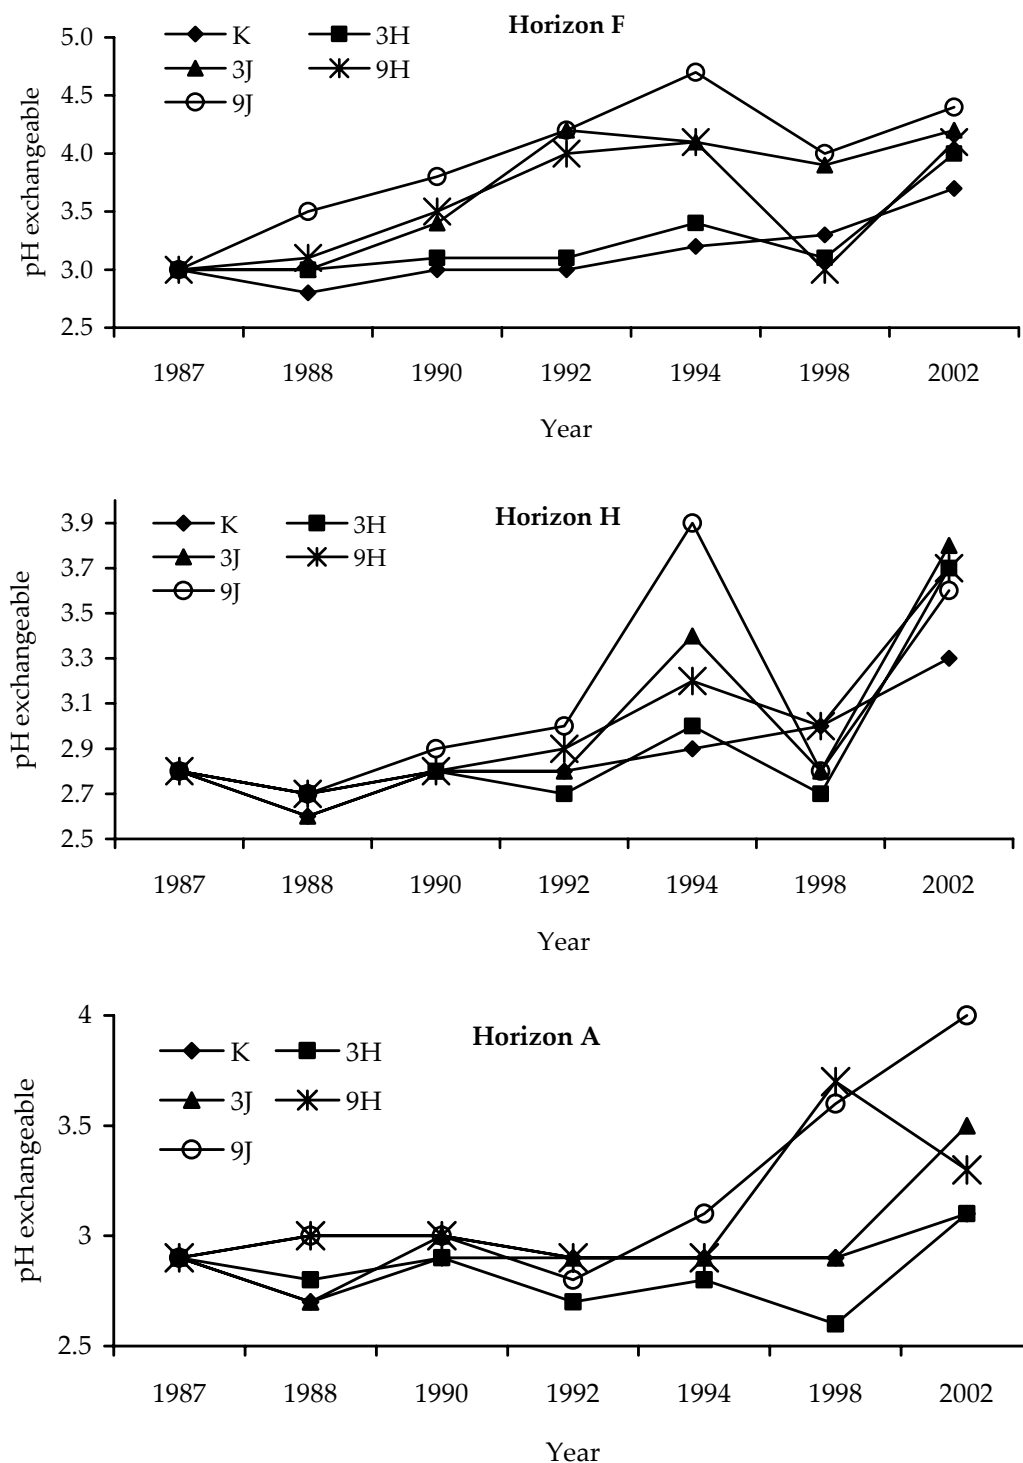 Horizon F
K 3H
3J 9H
9J
pH exchangeable
5.0
4.5
4.0
3.5
3.0
2.5
1987 1988 1990 1992 1994 1998 2002
Year
Horizon H
K 3H
3J 9H
9J
pH exchangeable
3.9
3.7
3.5
3.3
3.1
2.9
2.7
2.5
1987 1988 1990 1992 1994 1998 2002
Year
Horizon A
K 3H
3J 9H
9J
pH exchangeable
4
3.5
3
2.5
1987 1988 1990 1992 1994 1998 2002
Year